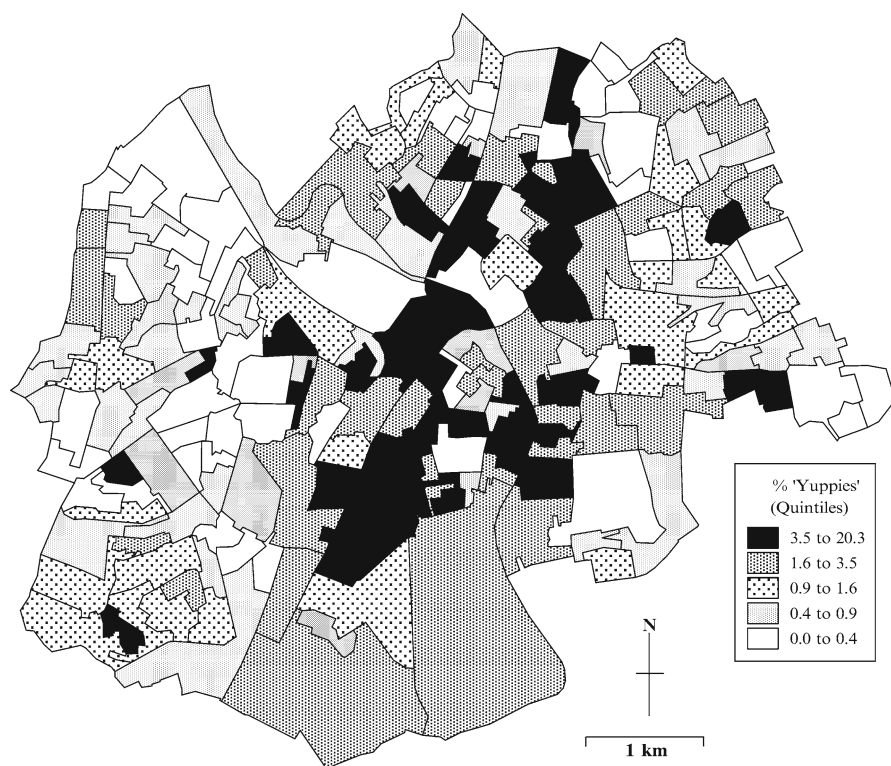 % 'Yuppies'
(Quintiles)
3.5 to 20.3
1.6 to 3.5
0.9 to 1.6
0.4 to 0.9
0.0 to 0.4
N
1 km